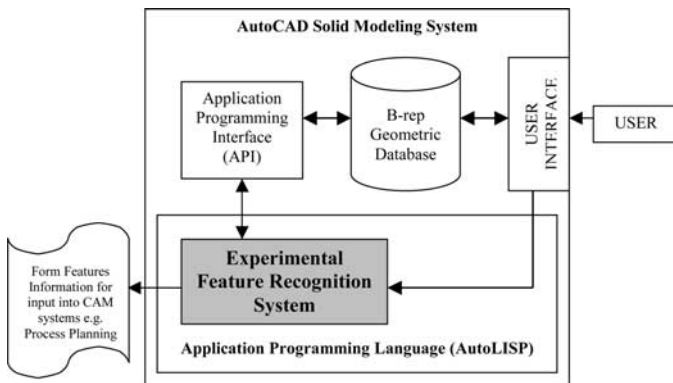 AutoCAD Solid Modeling System
Application
Programming
Interface
(API)
B-rep
Geometric
Database
USER
INTERFACE
USER
Experimental
Feature Recognition
System
Form Features
Information for
input into CAM
systems e.g.
Process Planning
Application Programming Language (AutoLISP)